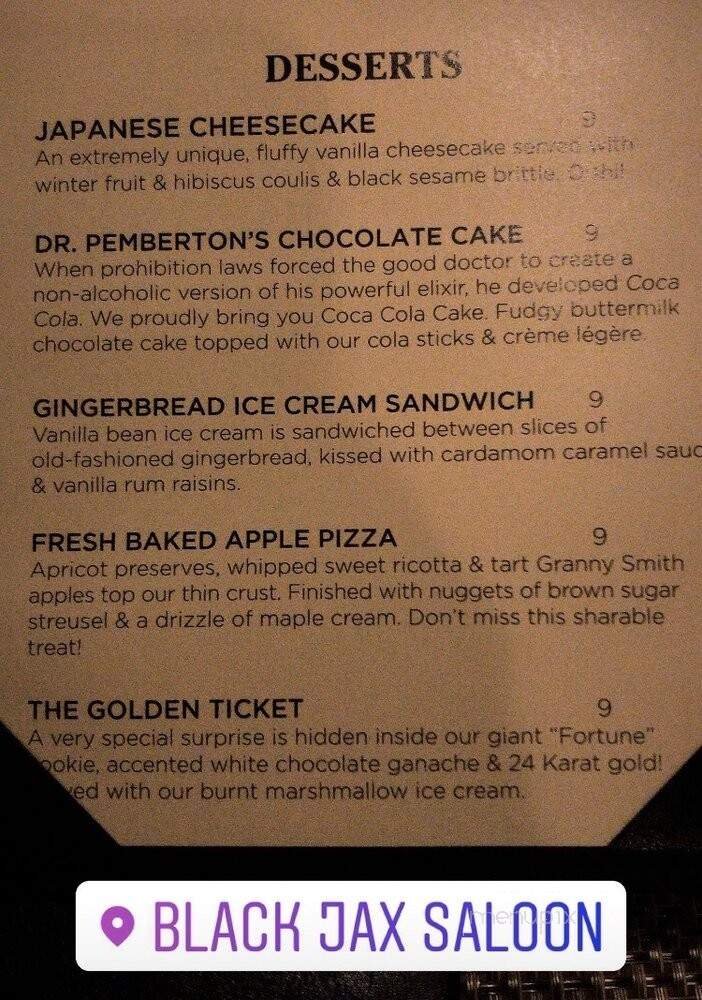 DESSERTS
JAPANESE CHEESECAKE 9
An extremely unique, fluffy vanilla cheesecake served with
winter fruit & hibiscus coulis & black sesame brittle.
DR. PEMBERTON'S CHOCOLATE CAKE 9
When prohibition laws forced the good doctor to create a
non-alcoholic version of his powerful elixir, he developed Coca
Cola. We proudly bring you Coca Cola Cake. Fudgy buttermilk
chocolate cake topped with our cola sticks & crème légère.
GINGERBREAD ICE CREAM SANDWICH 9
Vanilla bean ice cream is sandwiched between slices of
old-fashioned gingerbread, kissed with cardamom caramel sauc
& vanilla rum raisins.
FRESH BAKED APPLE PIZZA 9
Apricot preserves, whipped sweet ricotta & tart Granny Smith
apples top our thin crust. Finished with nuggets of brown sugar
streusel & a drizzle of maple cream. Don't miss this sharable
treat!
THE GOLDEN TICKET 9
A very special surprise is hidden inside our giant "Fortune"
ookie, accented white chocolate ganache & 24 Karat gold!
ved with our burnt marshmallow ice cream.
BLACK JAX SALOON
menupix